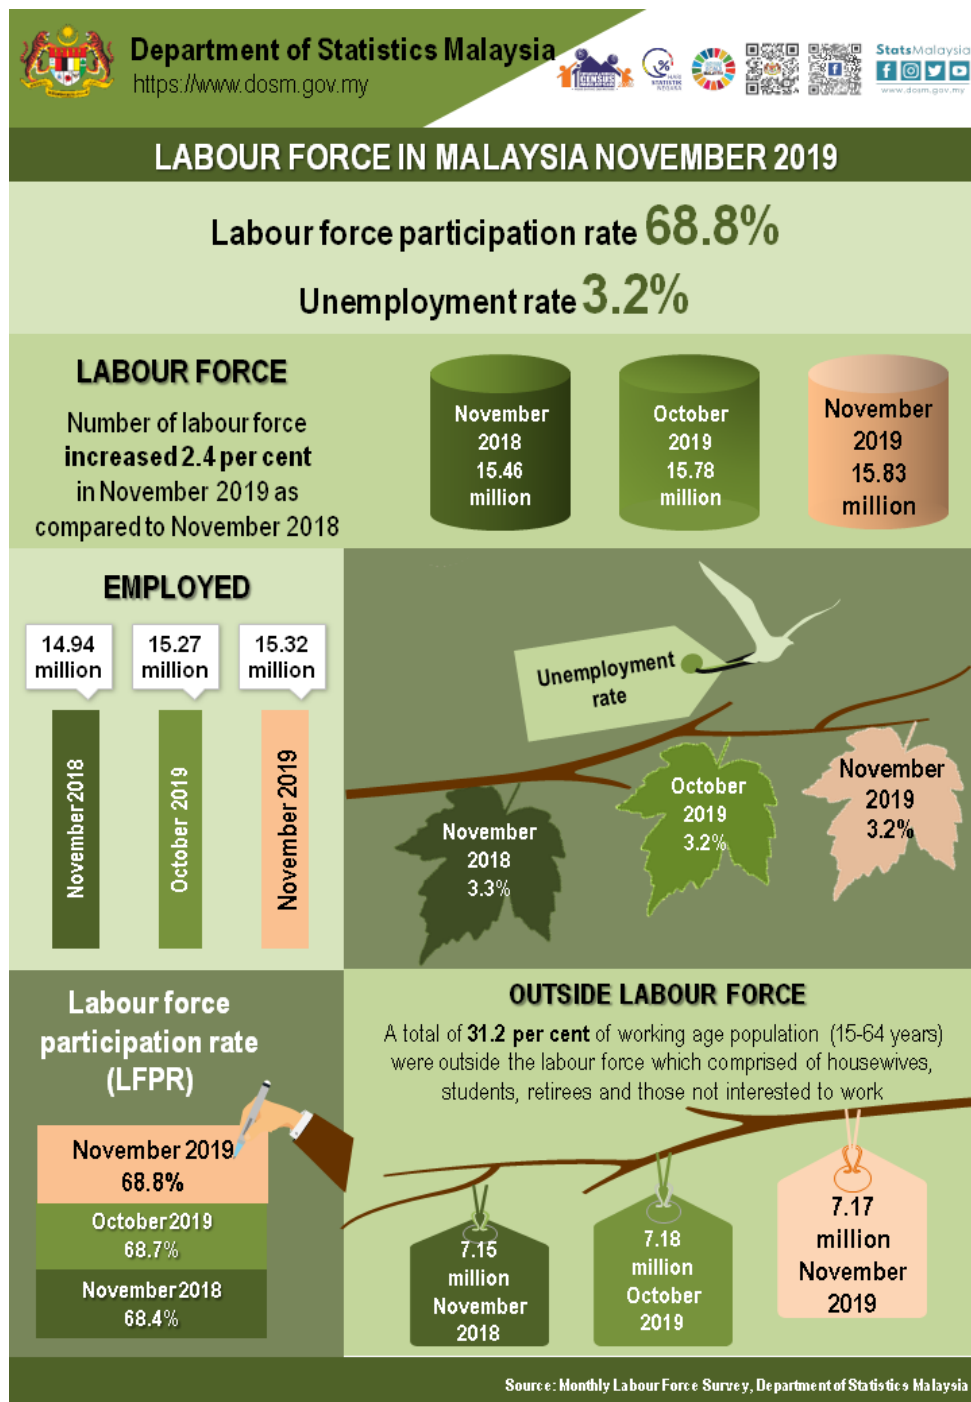 Department of Statistics Malaysia
https://www.dosm.gov.my
CENSUS
HARI
STATISTIK
NEGARA
StatsMalaysia
www.dosm.gov.my
LABOUR FORCE IN MALAYSIA NOVEMBER 2019
Labour force participation rate 68.8%
Unemployment rate 3.2%
LABOUR FORCE
Number of labour force
increased 2.4 per cent
in November 2019 as
compared to November 2018
November
2018
15.46
million
October
2019
15.78
million
November
2019
15.83
million
EMPLOYED
14.94
million
15.27
million
15.32
million
November 2018
October 2019
November 2019
Unemployment
rate
November
2018
3.3%
October
2019
3.2%
November
2019
3.2%
Labour force
participation rate
(LFPR)
November 2019
68.8%
October 2019
68.7%
November 2018
68.4%
OUTSIDE LABOUR FORCE
A total of 31.2 per cent of working age population (15-64 years)
were outside the labour force which comprised of housewives,
students, retirees and those not interested to work
7.15
million
November
2018
7.18
million
October
2019
7.17
million
November
2019
Source: Monthly Labour Force Survey, Department of Statistics Malaysia